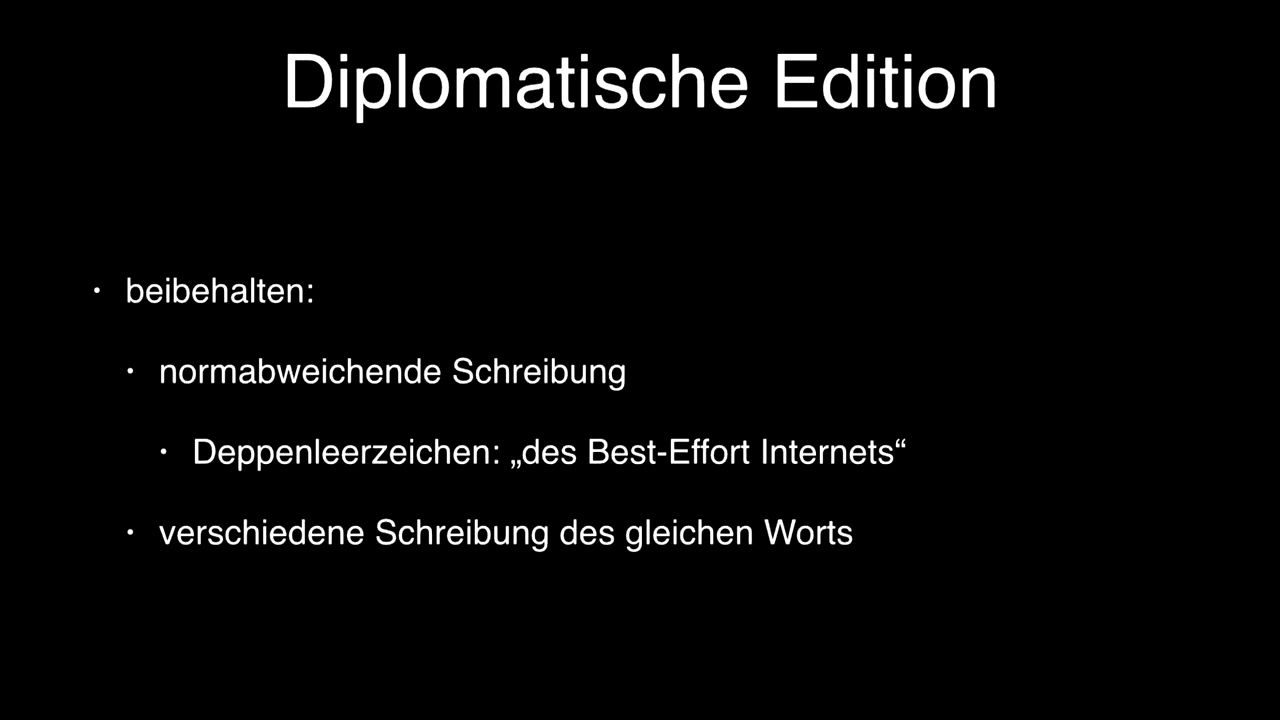 Diplomatische Edition
• beibehalten:
• normabweichende Schreibung
• Deppenleerzeichen: „des Best-Effort Internets“
• verschiedene Schreibung des gleichen Worts